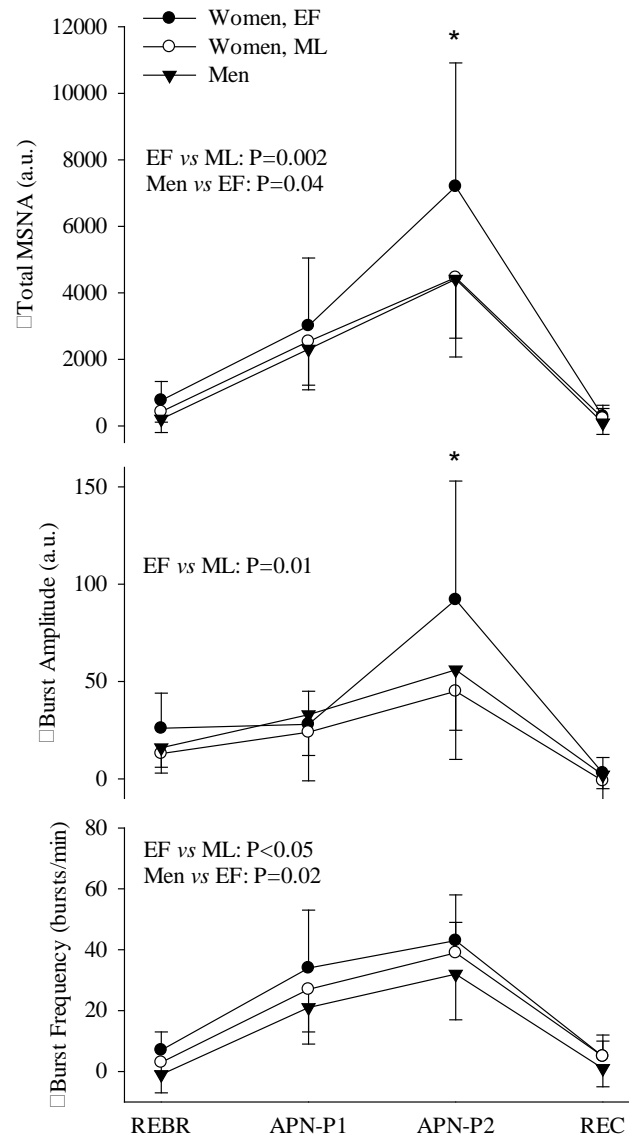 Women, EF
Women, ML
Men
*
12000
10000
8000
6000
4000
2000
0
□Total MSNA (a.u.)
EF vs ML: P=0.002
Men vs EF: P=0.04
*
150
100
50
0
□Burst Amplitude (a.u.)
EF vs ML: P=0.01
80
60
40
20
0
□Burst Frequency (bursts/min)
EF vs ML: P<0.05
Men vs EF: P=0.02
REBR APN-P1 APN-P2 REC